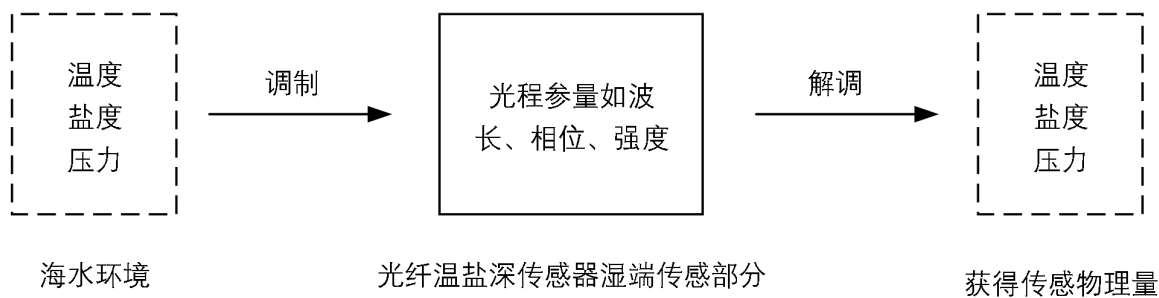 温度
盐度
压力
调制
光程参量如波
长、相位、强度
解调
温度
盐度
压力
海水环境
光纤温盐深传感器湿端传感部分
获得传感物理量